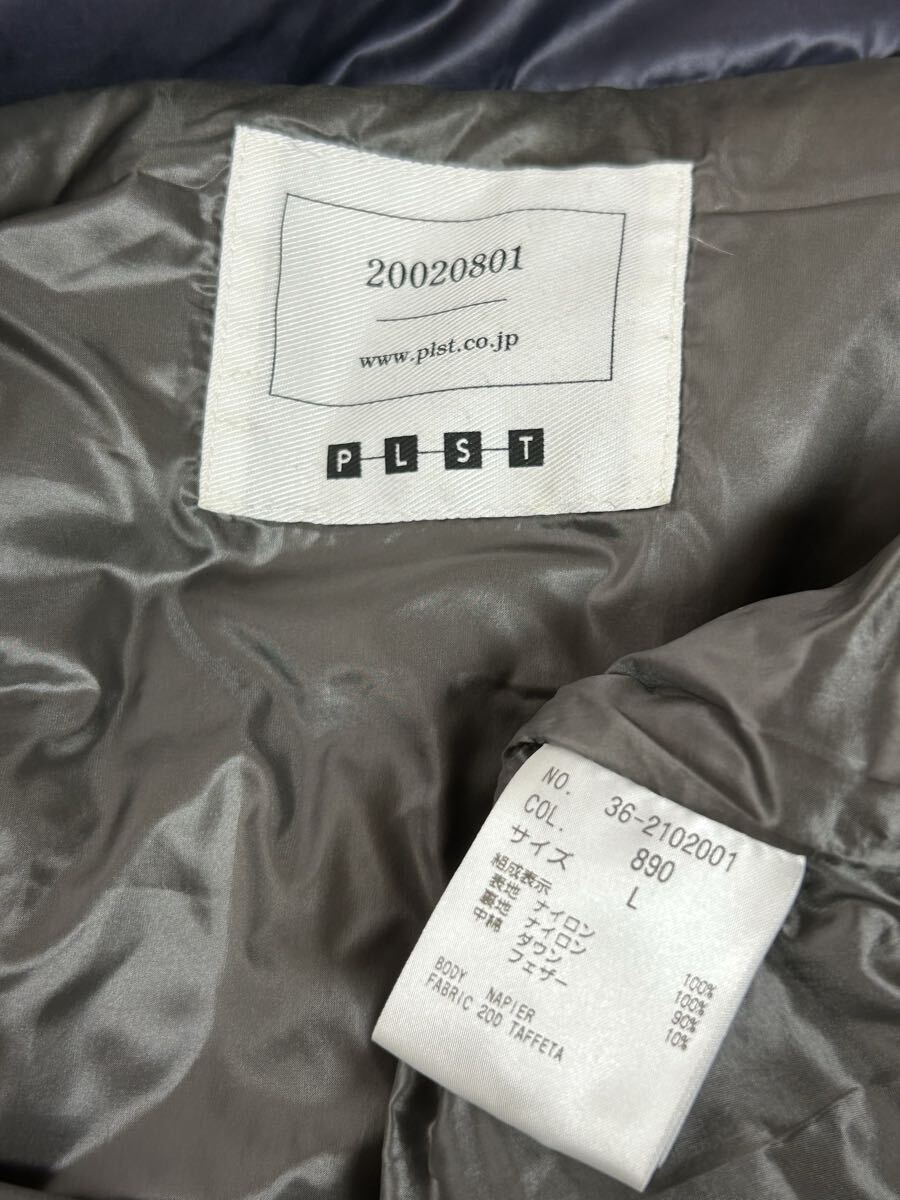 20020801
www.plst.co.jp
PLST
NO. 36-2102001
COL. 890
サイズ L
組成表示
表地 ナイロン 100%
裏地 ナイロン 100%
中綿 ダウン 90%
フェザー 10%
BODY NAPIER
FABRIC 20D TAFFETA